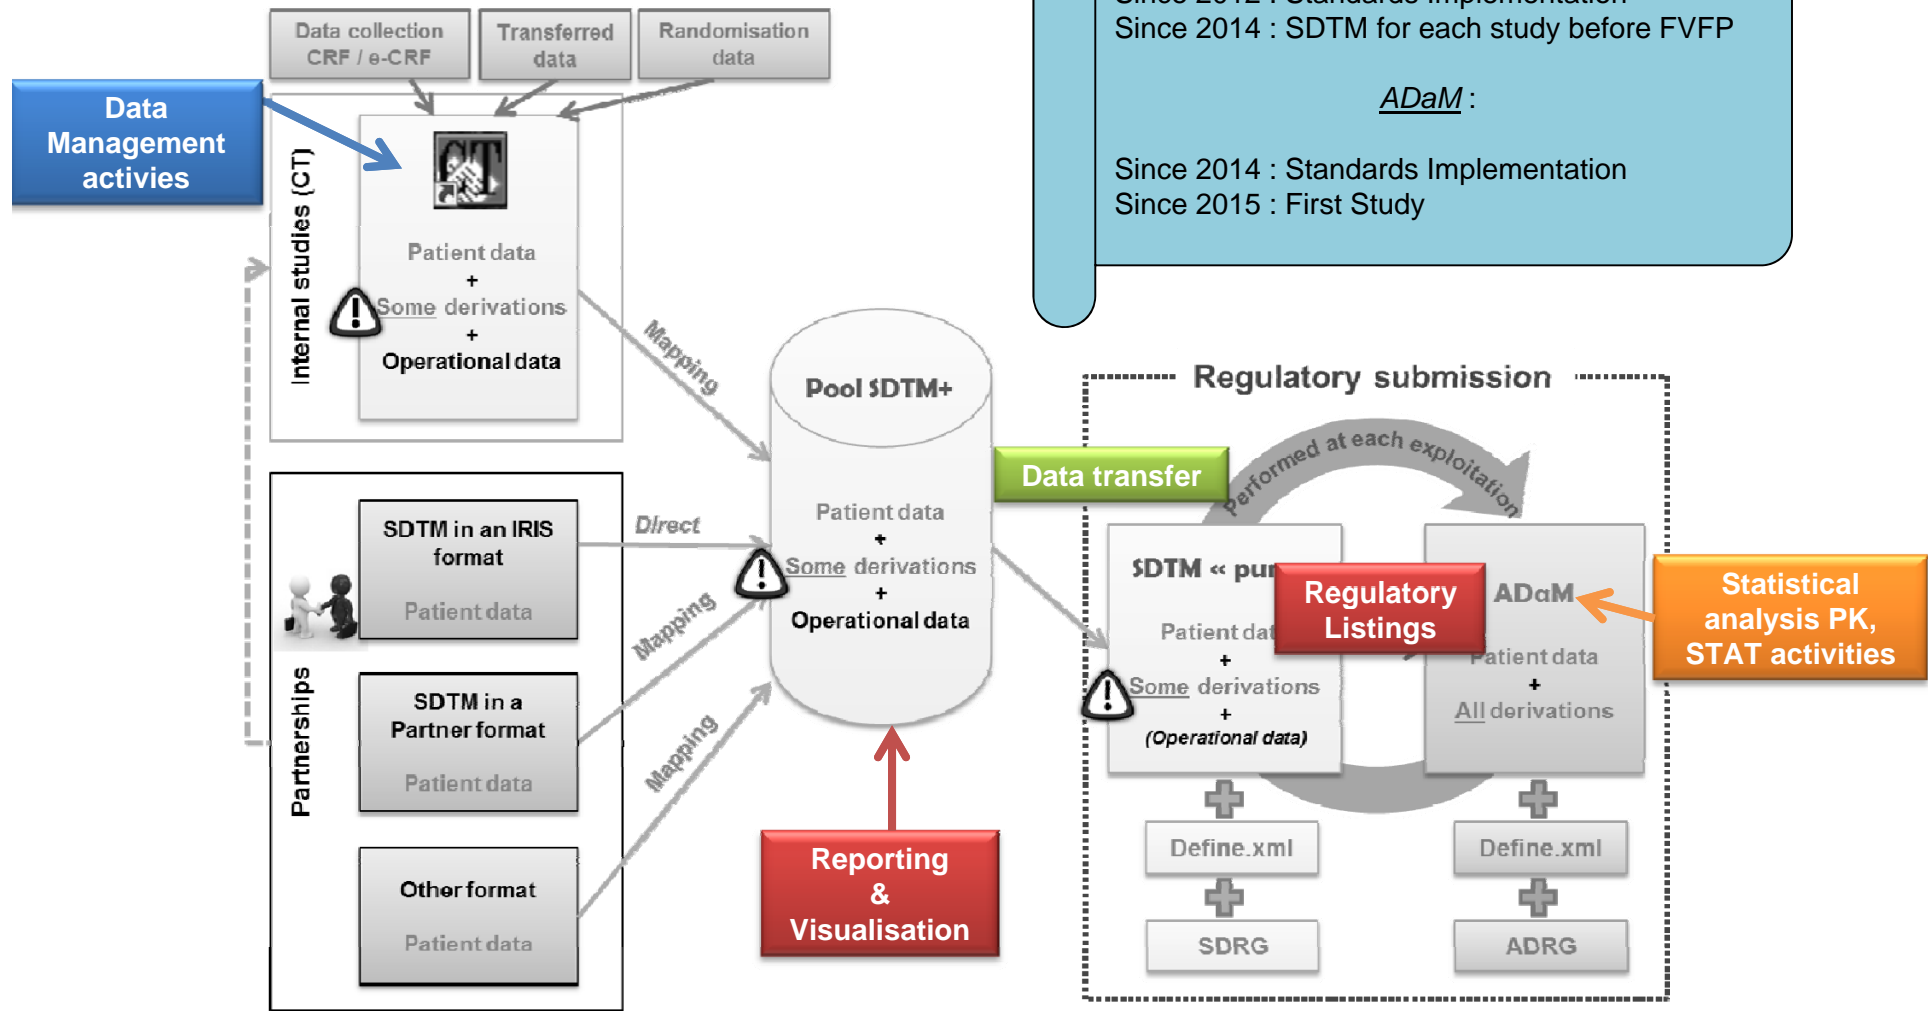 Data collection
CRF / e-CRF
Transferred
data
Randomisation
data
Since 2012 : Standards Implementation
Since 2014 : SDTM for each study before FVFP
ADaM :
Since 2014 : Standards Implementation
Since 2015 : First Study
Data
Management
activies
Internal studies (CT)
CT
Patient data
+
Some derivations
+
Operational data
Mapping
Pool SDTM+
Patient data
+
Some derivations
+
Operational data
Partnerships
SDTM in an IRIS
format
Patient data
Direct
SDTM in a
Partner format
Patient data
Mapping
Other format
Patient data
Mapping
Reporting
&
Visualisation
Data transfer
Regulatory submission
Performed at each exploitation
SDTM « pur
Patient dat
+
Some derivations
+
(Operational data)
Regulatory
Listings
ADaM
Patient data
+
All derivations
Statistical
analysis PK,
STAT activities
Define.xml
SDRG
Define.xml
ADRG